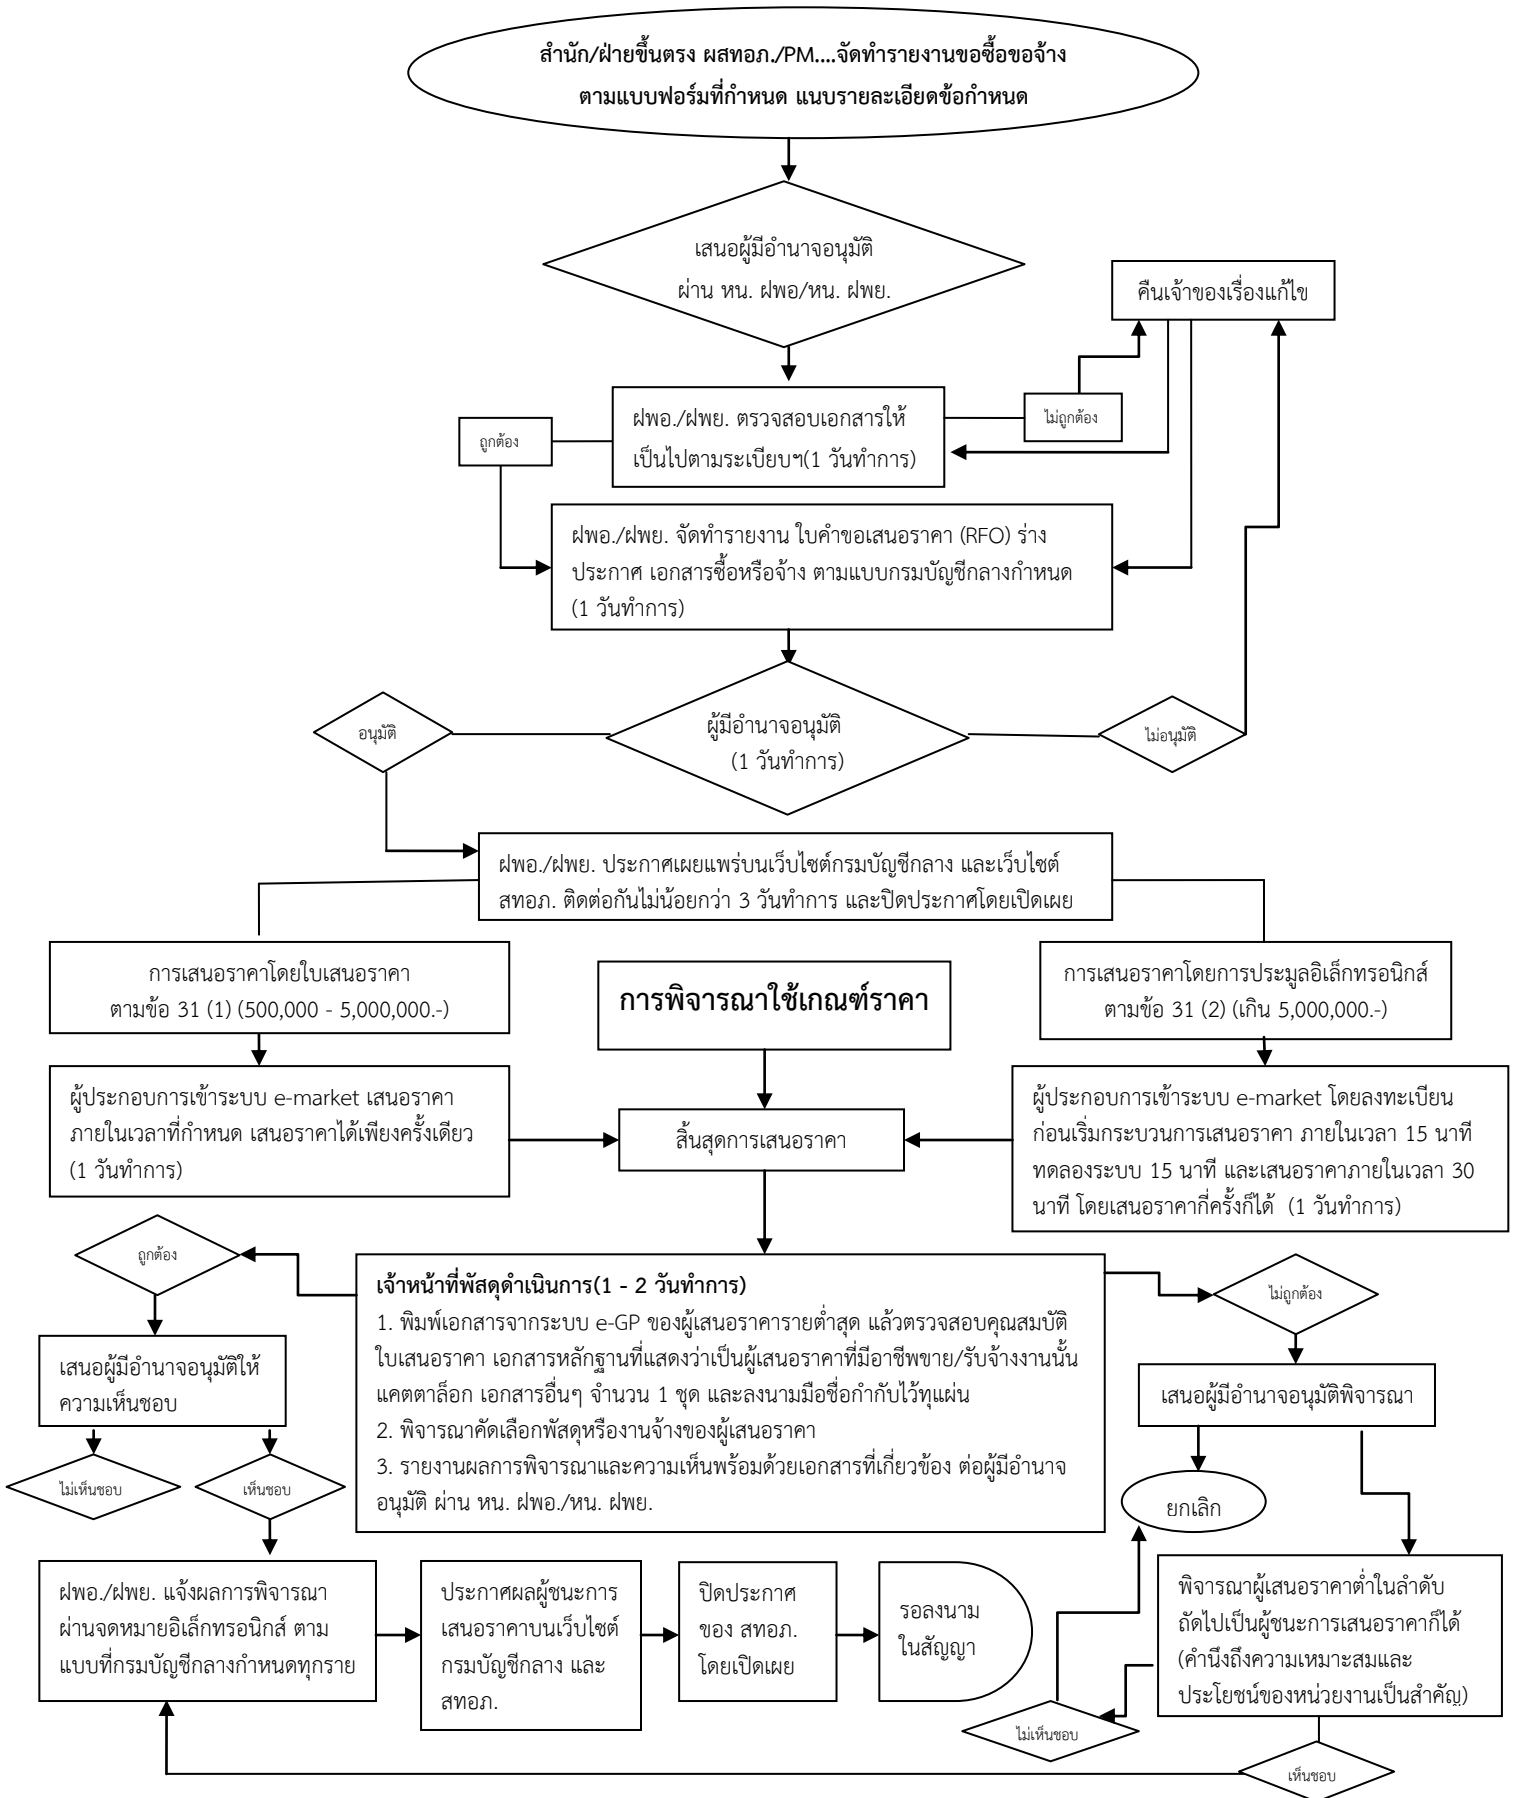 สำนัก/ฝ่ายขึ้นตรง ผสทอภ./PM....จัดทำรายงานขอซื้อขอจ้าง
ตามแบบฟอร์มที่กำหนด แนบรายละเอียดข้อกำหนด
เสนอผู้มีอำนาจอนุมัติ
ผ่าน หน. ฝพอ/หน. ฝพย.
คืนเจ้าของเรื่องแก้ไข
ฝพอ./ฝพย. ตรวจสอบเอกสารให้
เป็นไปตามระเบียบฯ(1 วันทำการ)
ไม่ถูกต้อง
ถูกต้อง
ฝพอ./ฝพย. จัดทำรายงาน ใบคำขอเสนอราคา (RFO) ร่าง
ประกาศ เอกสารซื้อหรือจ้าง ตามแบบกรมบัญชีกลางกำหนด
(1 วันทำการ)
อนุมัติ
ผู้มีอำนาจอนุมัติ
(1 วันทำการ)
ไม่อนุมัติ
ฝพอ./ฝพย. ประกาศเผยแพร่บนเว็บไซต์กรมบัญชีกลาง และเว็บไซต์
สทอภ. ติดต่อกันไม่น้อยกว่า 3 วันทำการ และปิดประกาศโดยเปิดเผย
การเสนอราคาโดยใบเสนอราคา
ตามข้อ 31 (1) (500,000 - 5,000,000.-)
การพิจารณาใช้เกณฑ์ราคา
การเสนอราคาโดยการประมูลอิเล็กทรอนิกส์
ตามข้อ 31 (2) (เกิน 5,000,000.-)
ผู้ประกอบการเข้าระบบ e-market เสนอราคา
ภายในเวลาที่กำหนด เสนอราคาได้เพียงครั้งเดียว
(1 วันทำการ)
สิ้นสุดการเสนอราคา
ผู้ประกอบการเข้าระบบ e-market โดยลงทะเบียน
ก่อนเริ่มกระบวนการเสนอราคา ภายในเวลา 15 นาที
ทดลองระบบ 15 นาที และเสนอราคาภายในเวลา 30
นาที โดยเสนอราคากี่ครั้งก็ได้ (1 วันทำการ)
ถูกต้อง
เจ้าหน้าที่พัสดุดำเนินการ(1 - 2 วันทำการ)
1. พิมพ์เอกสารจากระบบ e-GP ของผู้เสนอราคารายต่ำสุด แล้วตรวจสอบคุณสมบัติ
ใบเสนอราคา เอกสารหลักฐานที่แสดงว่าเป็นผู้เสนอราคาที่มีอาชีพขาย/รับจ้างงานนั้น
แคตตาล็อก เอกสารอื่นๆ จำนวน 1 ชุด และลงนามมือชื่อกำกับไว้ทุแผ่น
2. พิจารณาคัดเลือกพัสดุหรืองานจ้างของผู้เสนอราคา
3. รายงานผลการพิจารณาและความเห็นพร้อมด้วยเอกสารที่เกี่ยวข้อง ต่อผู้มีอำนาจ
อนุมัติ ผ่าน หน. ฝพอ./หน. ฝพย.
ไม่ถูกต้อง
เสนอผู้มีอำนาจอนุมัติให้
ความเห็นชอบ
เสนอผู้มีอำนาจอนุมัติพิจารณา
ไม่เห็นชอบ
เห็นชอบ
ยกเลิก
ฝพอ./ฝพย. แจ้งผลการพิจารณา
ผ่านจดหมายอิเล็กทรอนิกส์ ตาม
แบบที่กรมบัญชีกลางกำหนดทุกราย
ประกาศผลผู้ชนะการ
เสนอราคาบนเว็บไซต์
กรมบัญชีกลาง และ
สทอภ.
ปิดประกาศ
ของ สทอภ.
โดยเปิดเผย
รอลงนาม
ในสัญญา
พิจารณาผู้เสนอราคาต่ำในลำดับ
ถัดไปเป็นผู้ชนะการเสนอราคาก็ได้
(คำนึงถึงความเหมาะสมและ
ประโยชน์ของหน่วยงานเป็นสำคัญ)
ไม่เห็นชอบ
เห็นชอบ